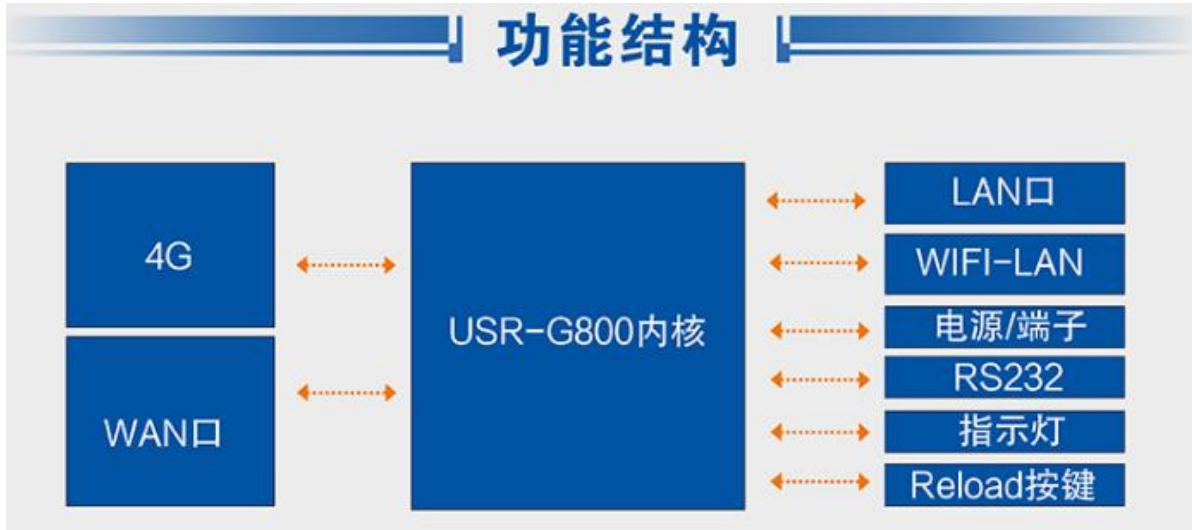 功能结构
4G
WAN口
USR-G800内核
LAN口
WIFI-LAN
电源/端子
RS232
指示灯
Reload按键